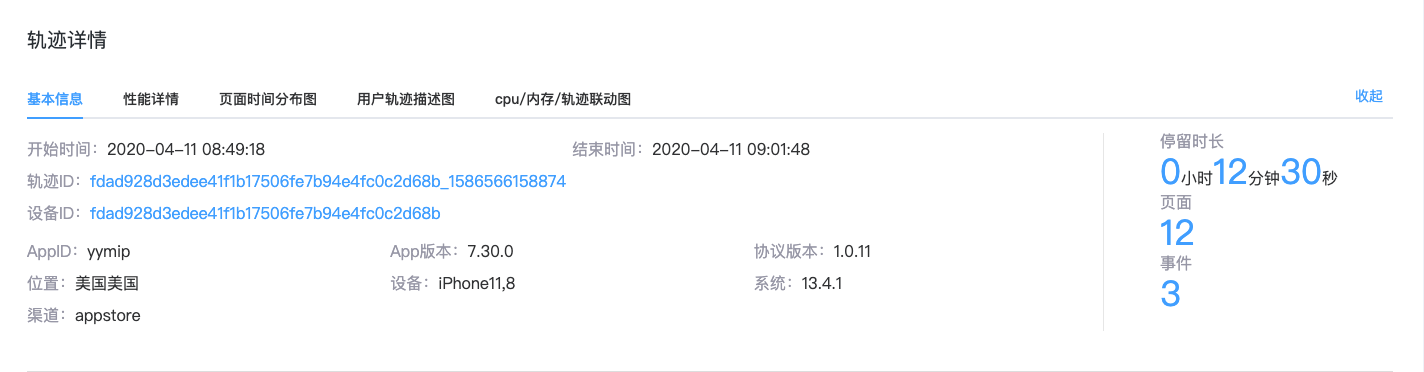 轨迹详情
基本信息 性能详情 页面时间分布图 用户轨迹描述图 cpu/内存/轨迹联动图 收起
开始时间：2020-04-11 08:49:18 结束时间：2020-04-11 09:01:48
轨迹ID：fdad928d3edee41f1b17506fe7b94e4fc0c2d68b_1586566158874
设备ID：fdad928d3edee41f1b17506fe7b94e4fc0c2d68b
AppID：yymip App版本：7.30.0 协议版本：1.0.11
位置：美国美国 设备：iPhone11,8 系统：13.4.1
渠道：appstore
停留时长
0小时12分钟30秒
页面
12
事件
3